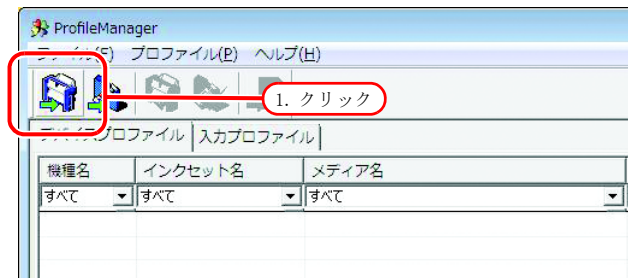 ProfileManager
ファイル(F) プロファイル(P) ヘルプ(H)
1. クリック
デバイスプロファイル 入力プロファイル
機種名 インクセット名 メディア名
すべて すべて すべて